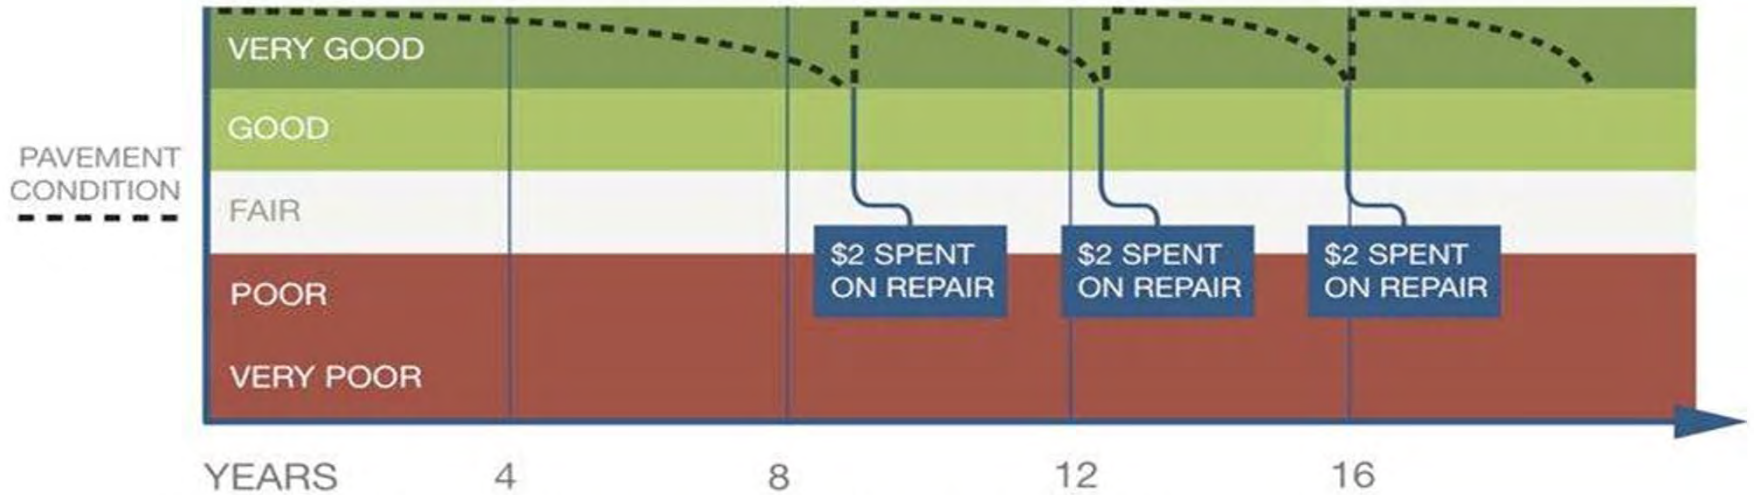 VERY GOOD
GOOD
PAVEMENT
CONDITION
FAIR
$2 SPENT
ON REPAIR
$2 SPENT
ON REPAIR
$2 SPENT
ON REPAIR
POOR
VERY POOR
YEARS 4 8 12 16